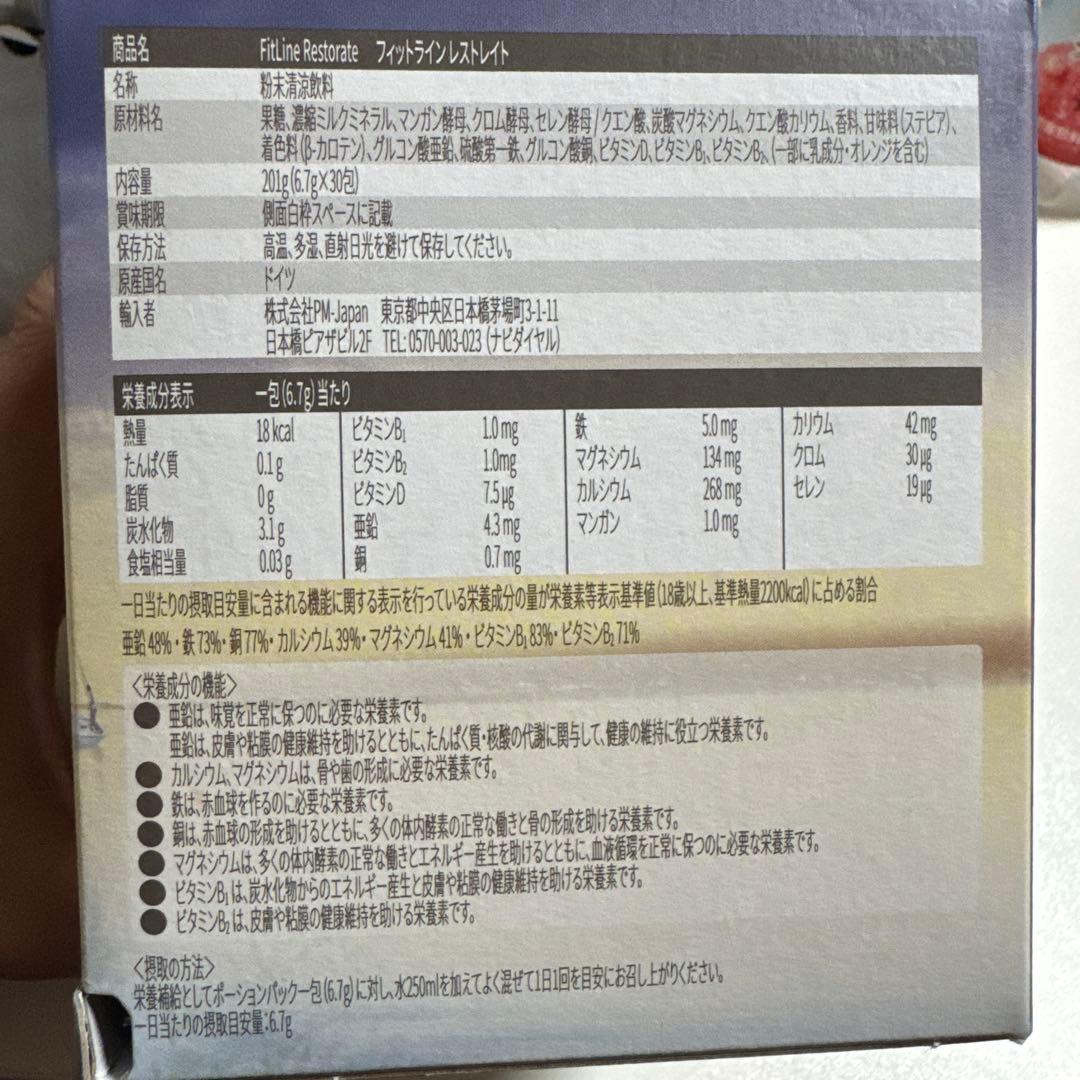 商品名 FitLine Restorate フィットライン レストレイト
名称 粉末清涼飲料
原材料名 果糖、濃縮ミルクミネラル、マンガン酵母、クロム酵母、セレン酵母 / クエン酸、炭酸マグネシウム、クエン酸カリウム、香料、甘味料(ステビア)、
着色料(β-カロテン)、グルコン酸亜鉛、硫酸第一鉄、グルコン酸銅、ビタミンD、ビタミンB₁、ビタミンB₂、(一部に乳成分・オレンジを含む)
内容量 201g(6.7g×30包)
賞味期限 側面白枠スペースに記載
保存方法 高温、多湿、直射日光を避けて保存してください。
原産国名 ドイツ
輸入者 株式会社PM-Japan 東京都中央区日本橋茅場町3-1-11
日本橋ピアザビル2F TEL: 0570-003-023 (ナビダイヤル)
栄養成分表示 一包(6.7g)当たり
熱量 18 kcal ビタミンB₁ 1.0 mg 鉄 5.0 mg カリウム 42 mg
たんぱく質 0.1 g ビタミンB₂ 1.0mg マグネシウム 134 mg クロム 30 μg
脂質 0 g ビタミンD 7.5 μg カルシウム 268 mg セレン 19 μg
炭水化物 3.1 g 亜鉛 4.3 mg マンガン 1.0 mg
食塩相当量 0.03 g 銅 0.7 mg
一日当たりの摂取目安量に含まれる機能に関する表示を行っている栄養成分の量が栄養素等表示基準値(18歳以上、基準熱量2200kcal)に占める割合
亜鉛 48%・鉄 73%・銅 77%・カルシウム 39%・マグネシウム 41%・ビタミンB₁ 83%・ビタミンB₂ 71%
〈栄養成分の機能〉
● 亜鉛は、味覚を正常に保つのに必要な栄養素です。
亜鉛は、皮膚や粘膜の健康維持を助けるとともに、たんぱく質・核酸の代謝に関与して、健康の維持に役立つ栄養素です。
● カルシウム、マグネシウムは、骨や歯の形成に必要な栄養素です。
● 鉄は、赤血球を作るのに必要な栄養素です。
● 銅は、赤血球の形成を助けるとともに、多くの体内酵素の正常な働きと骨の形成を助ける栄養素です。
● マグネシウムは、多くの体内酵素の正常な働きとエネルギー産生を助けるとともに、血液循環を正常に保つのに必要な栄養素です。
● ビタミンB₁は、炭水化物からのエネルギー産生と皮膚や粘膜の健康維持を助ける栄養素です。
● ビタミンB₂は、皮膚や粘膜の健康維持を助ける栄養素です。
〈摂取の方法〉
栄養補給としてポーションパック一包(6.7g)に対し、水250mlを加えてよく混ぜて1日1回を目安にお召し上がりください。
一日当たりの摂取目安量:6.7g